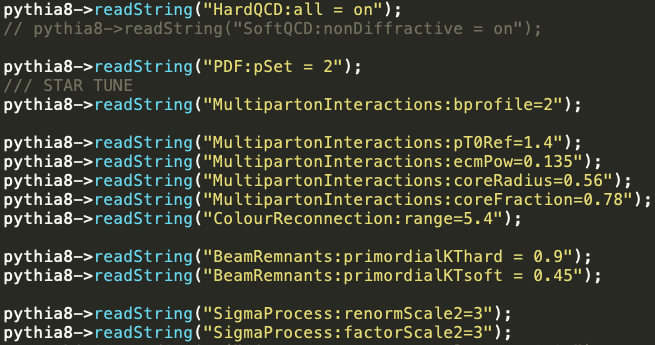 pythia8->readString("HardQCD:all = on");
// pythia8->readString("SoftQCD:nonDiffractive = on");
pythia8->readString("PDF:pSet = 2");
/// STAR TUNE
pythia8->readString("MultipartonInteractions:bprofile=2");
pythia8->readString("MultipartonInteractions:pT0Ref=1.4");
pythia8->readString("MultipartonInteractions:ecmPow=0.135");
pythia8->readString("MultipartonInteractions:coreRadius=0.56");
pythia8->readString("MultipartonInteractions:coreFraction=0.78");
pythia8->readString("ColourReconnection:range=5.4");
pythia8->readString("BeamRemnants:primordialKThard = 0.9");
pythia8->readString("BeamRemnants:primordialKTsoft = 0.45");
pythia8->readString("SigmaProcess:renormScale2=3");
pythia8->readString("SigmaProcess:factorScale2=3");